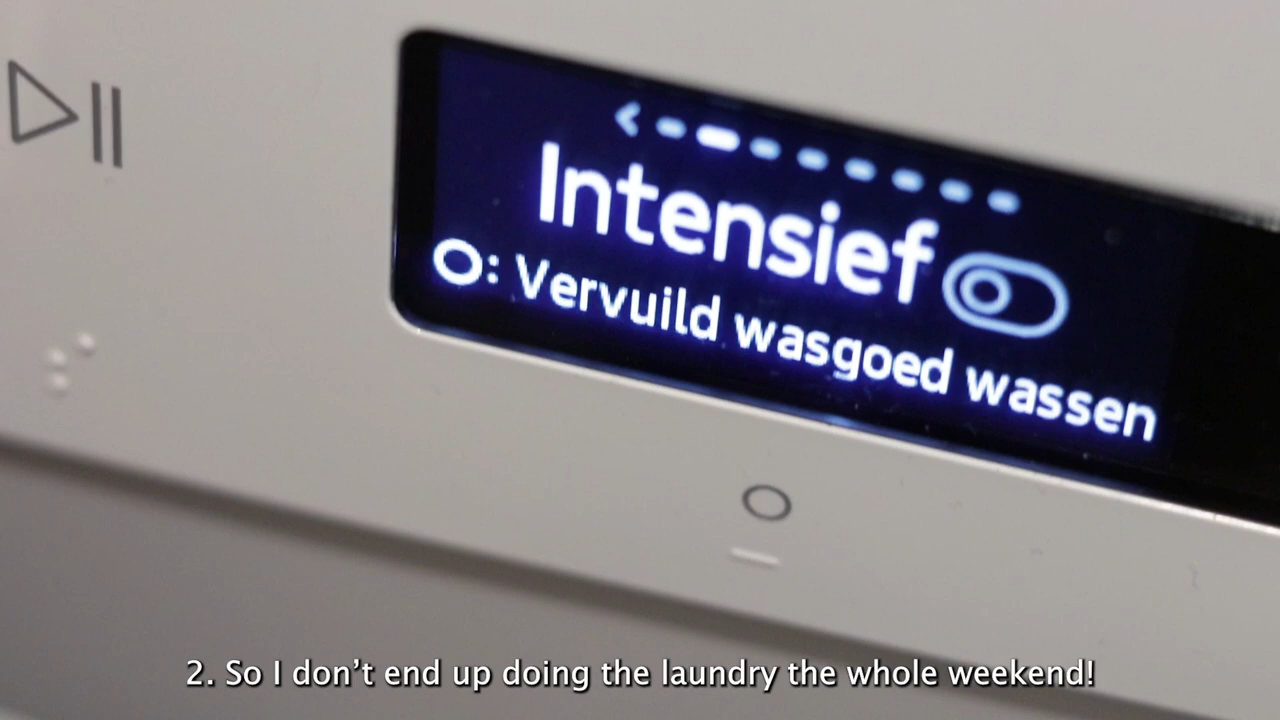 Intensief
O: Vervuild wasgoed wassen
2. So I don’t end up doing the laundry the whole weekend!